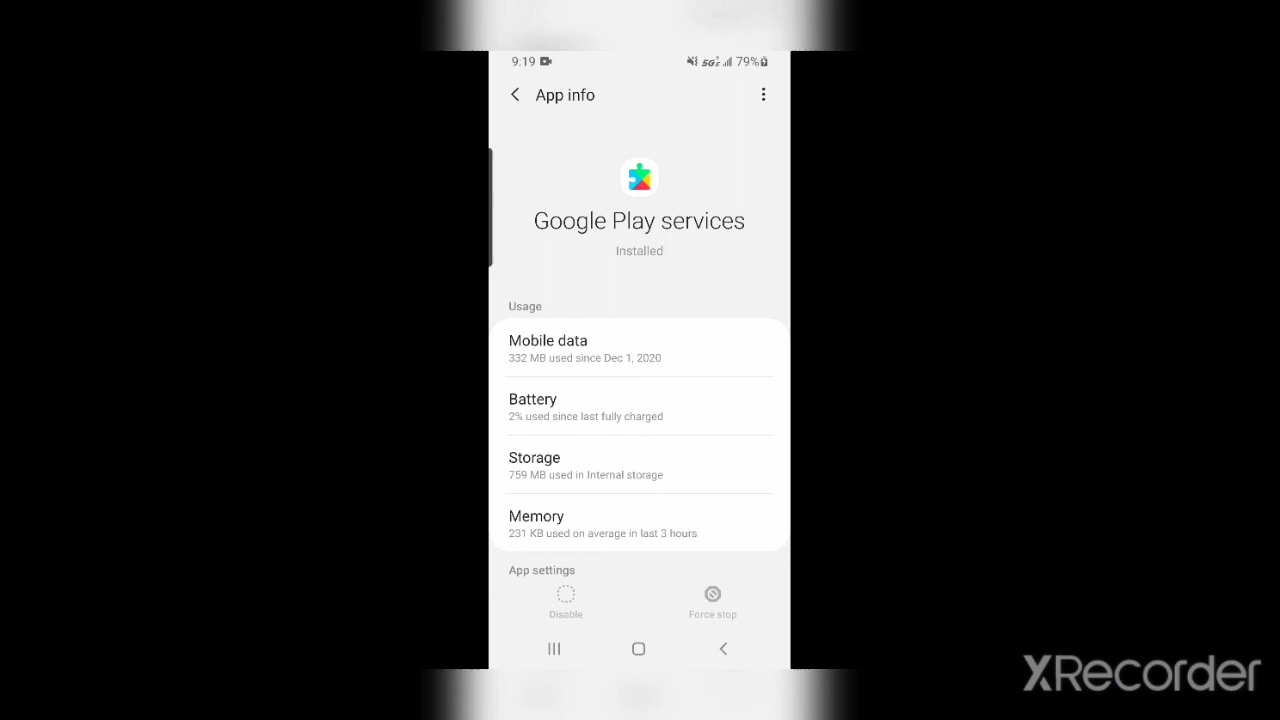 9:19 5GE 79%
App info
Google Play services
Installed
Usage
Mobile data
332 MB used since Dec 1, 2020
Battery
2% used since last fully charged
Storage
759 MB used in Internal storage
Memory
231 KB used on average in last 3 hours
App settings
Disable Force stop
XRecorder